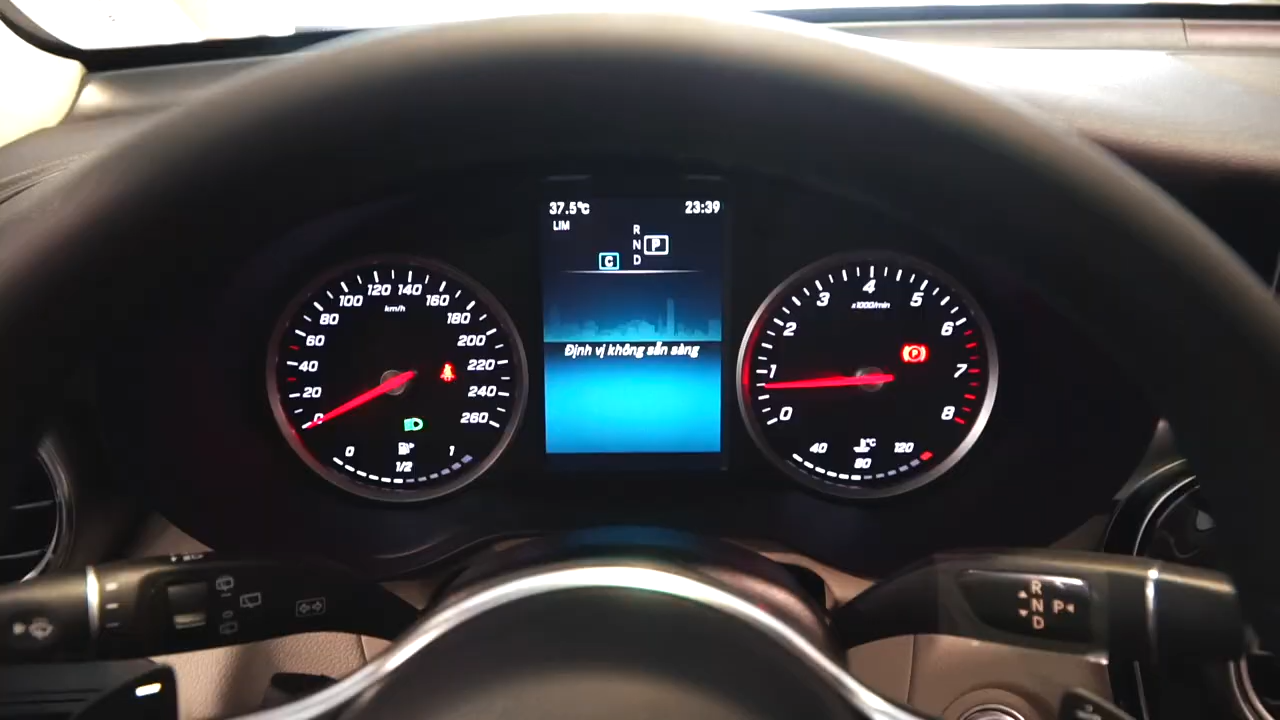 37.5°C 23:39
LIM
R
N P
C D
Định vị không sẵn sàng
0 20 40 60 80 100 120 140 160 180 200 220 240 260
km/h
0 1/2 1
0 1 2 3 4 5 6 7 8
x1000/min
P
40 80 120
°C
R
N P
D